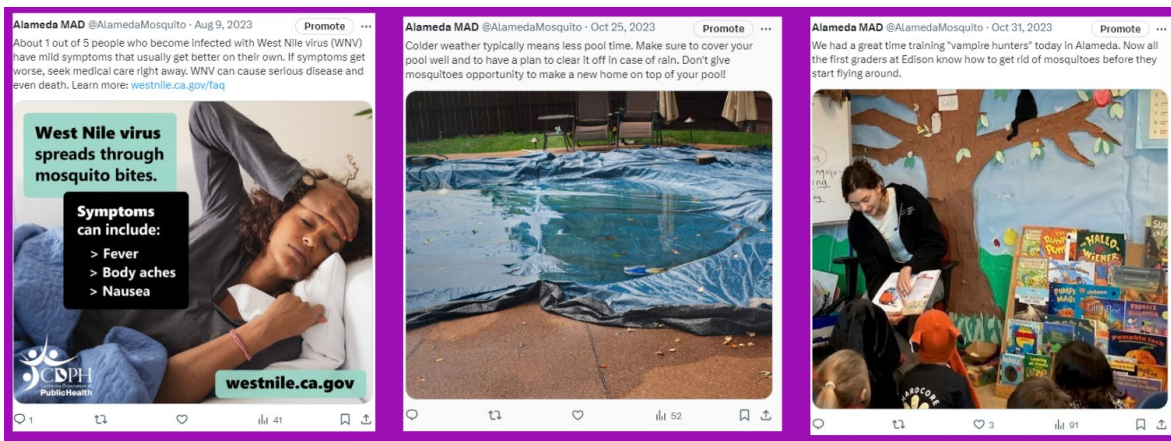 Alameda MAD @AlamedaMosquito · Aug 9, 2023 Promote ...
About 1 out of 5 people who become infected with West Nile virus (WNV)
have mild symptoms that usually get better on their own. If symptoms get
worse, seek medical care right away. WNV can cause serious disease and
even death. Learn more: westnile.ca.gov/faq
West Nile virus
spreads through
mosquito bites.
Symptoms
can include:
> Fever
> Body aches
> Nausea
CDPH
California Department of
PublicHealth
westnile.ca.gov
1
41
Alameda MAD @AlamedaMosquito · Oct 25, 2023 Promote ...
Colder weather typically means less pool time. Make sure to cover your
pool well and to have a plan to clear it off in case of rain. Don't give
mosquitoes opportunity to make a new home on top of your pool!
52
Alameda MAD @AlamedaMosquito · Oct 31, 2023 Promote ...
We had a great time training "vampire hunters" today in Alameda. Now all
the first graders at Edison know how to get rid of mosquitoes before they
start flying around.
HALLO
WIENER
HARDCORE
3
91